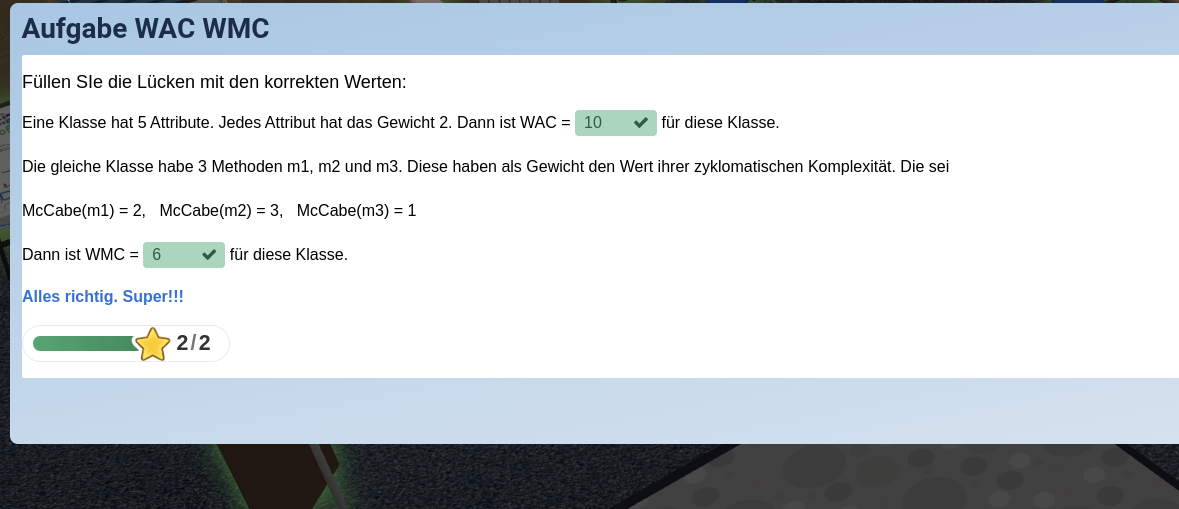 Aufgabe WAC WMC
Füllen SIe die Lücken mit den korrekten Werten:
Eine Klasse hat 5 Attribute. Jedes Attribut hat das Gewicht 2. Dann ist WAC = 10 für diese Klasse.
Die gleiche Klasse habe 3 Methoden m1, m2 und m3. Diese haben als Gewicht den Wert ihrer zyklomatischen Komplexität. Die sei
McCabe(m1) = 2, McCabe(m2) = 3, McCabe(m3) = 1
Dann ist WMC = 6 für diese Klasse.
Alles richtig. Super!!!
2/2